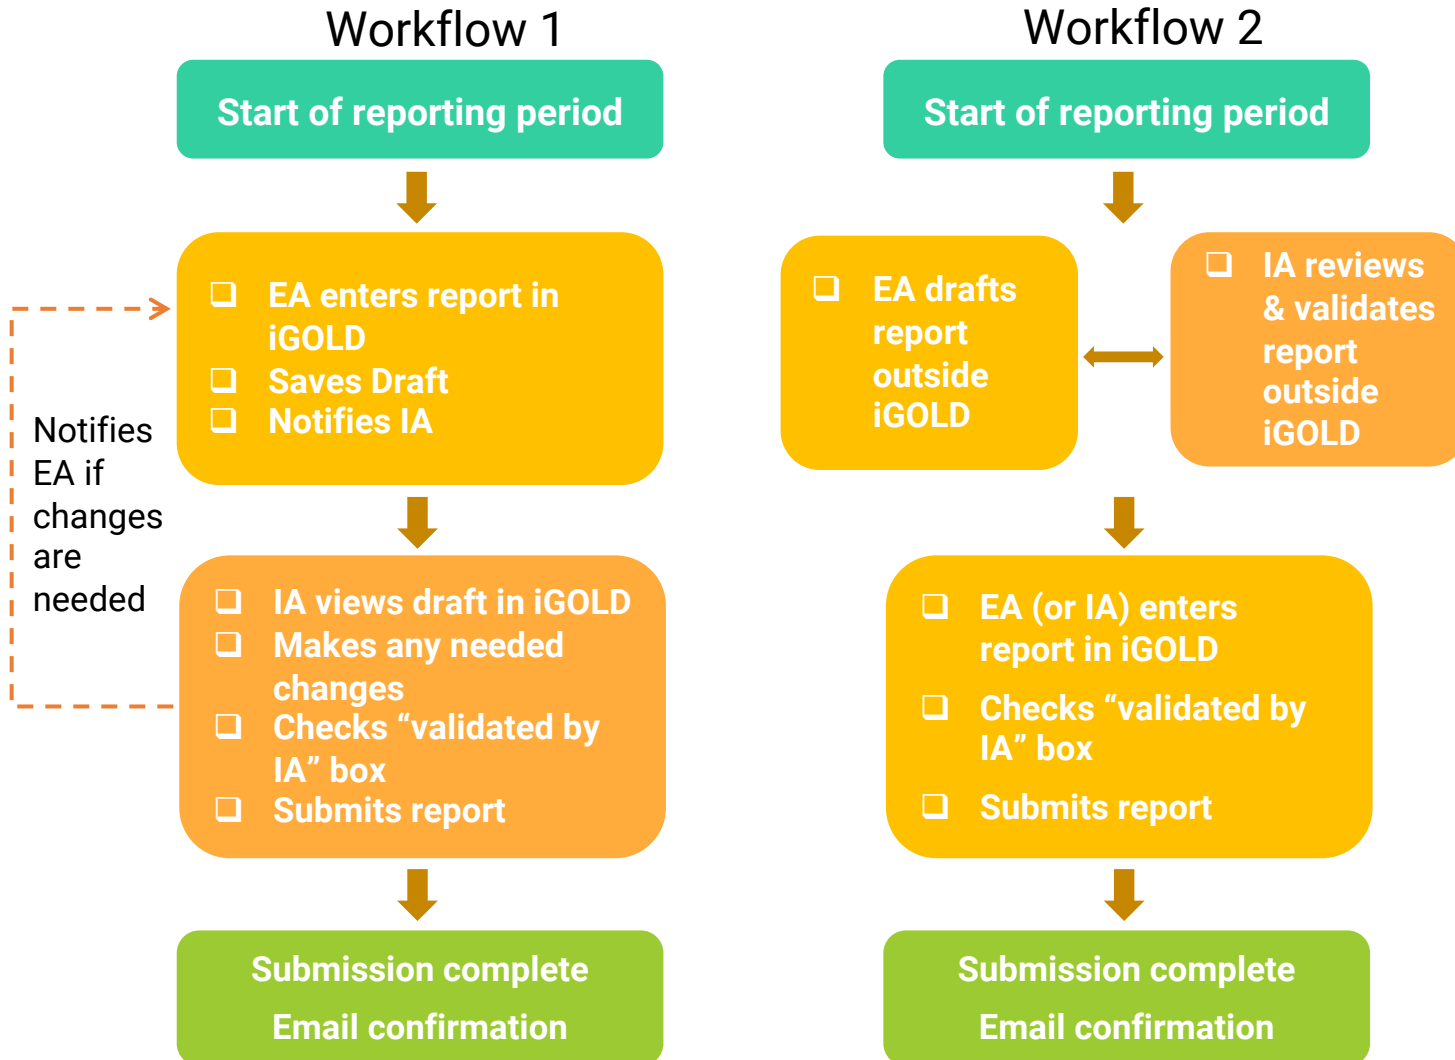 Workflow 1
Start of reporting period
EA enters report in
iGOLD
Saves Draft
Notifies IA
Notifies
EA if
changes
are
needed
IA views draft in iGOLD
Makes any needed
changes
Checks “validated by
IA” box
Submits report
Submission complete
Email confirmation
Workflow 2
Start of reporting period
EA drafts
report
outside
iGOLD
IA reviews
& validates
report
outside
iGOLD
EA (or IA) enters
report in iGOLD
Checks “validated by
IA” box
Submits report
Submission complete
Email confirmation